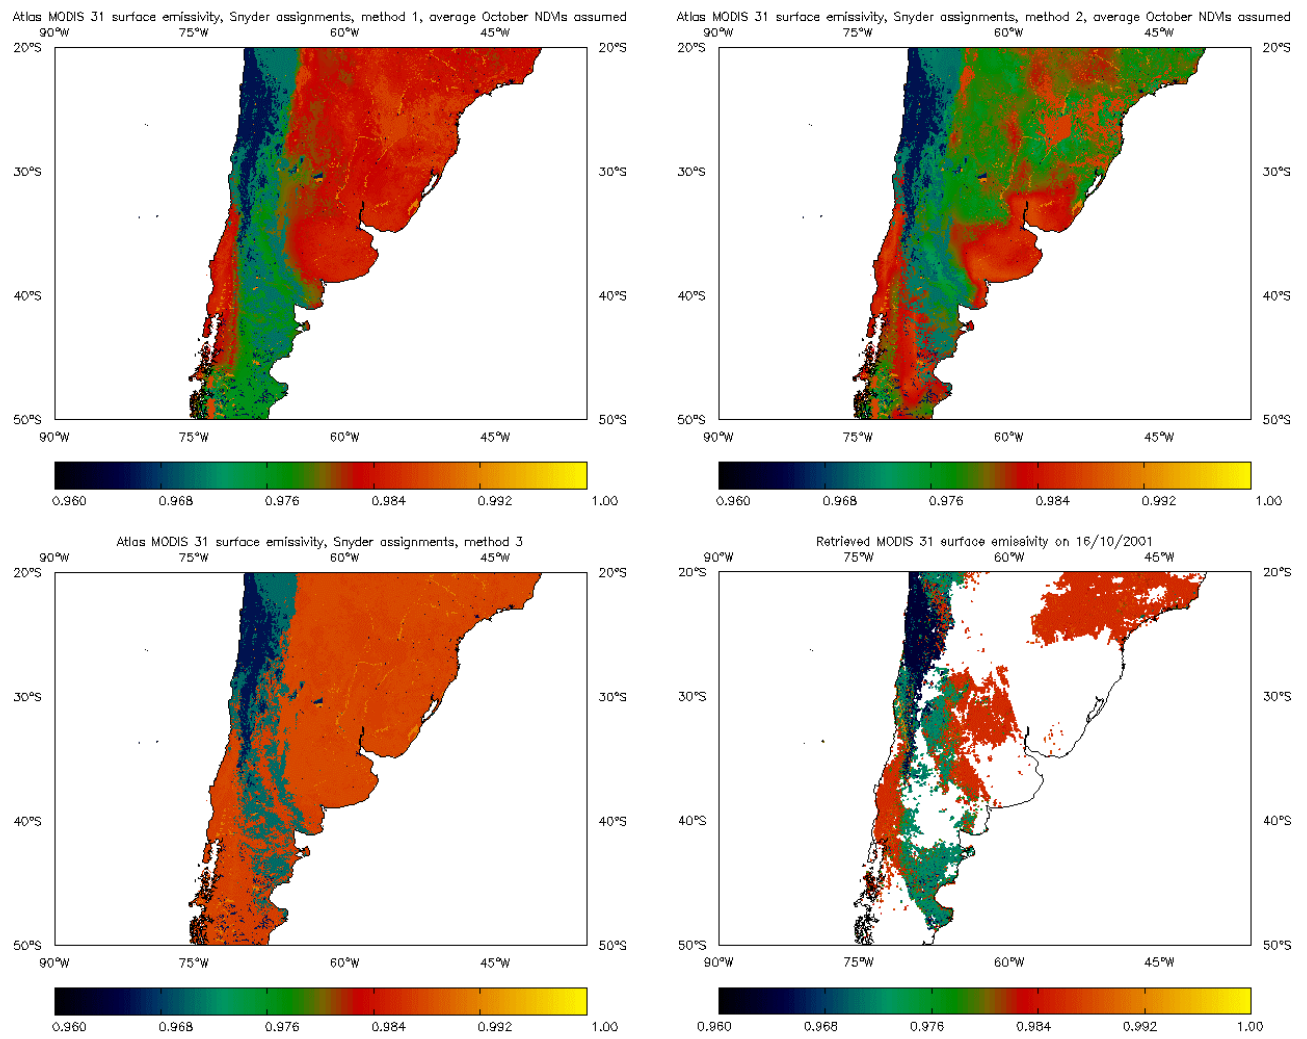 Atlas MODIS 31 surface emissivity, Snyder assignments, method 1, average October NDVIs assumed
90°W 75°W 60°W 45°W
20°S 20°S
30°S 30°S
40°S 40°S
50°S 50°S
90°W 75°W 60°W 45°W
0.960 0.968 0.976 0.984 0.992 1.00
Atlas MODIS 31 surface emissivity, Snyder assignments, method 2, average October NDVIs assumed
90°W 75°W 60°W 45°W
20°S 20°S
30°S 30°S
40°S 40°S
50°S 50°S
90°W 75°W 60°W 45°W
0.960 0.968 0.976 0.984 0.992 1.00
Atlas MODIS 31 surface emissivity, Snyder assignments, method 3
90°W 75°W 60°W 45°W
20°S 20°S
30°S 30°S
40°S 40°S
50°S 50°S
90°W 75°W 60°W 45°W
0.960 0.968 0.976 0.984 0.992 1.00
Retrieved MODIS 31 surface emissivity on 16/10/2001
90°W 75°W 60°W 45°W
20°S 20°S
30°S 30°S
40°S 40°S
50°S 50°S
90°W 75°W 60°W 45°W
0.960 0.968 0.976 0.984 0.992 1.00